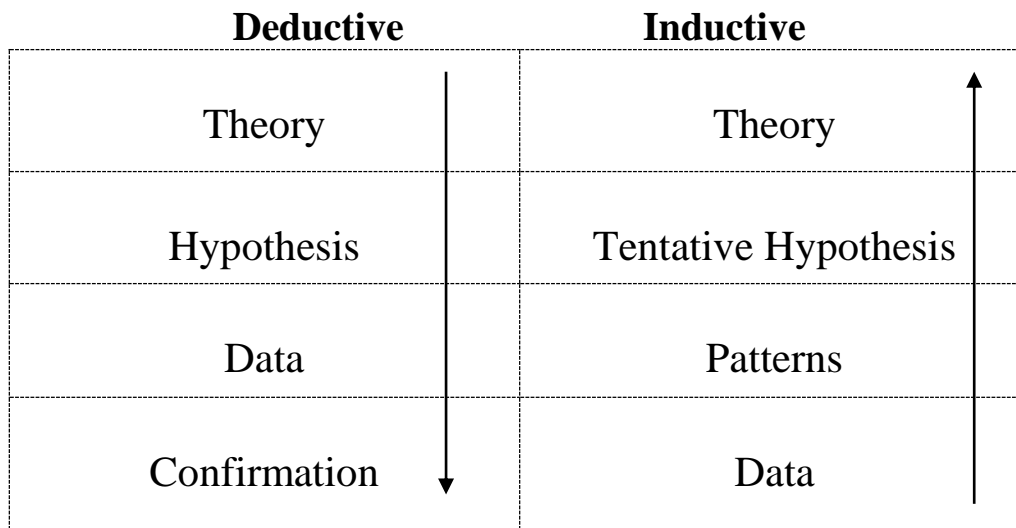 Deductive Inductive
Theory Theory
Hypothesis Tentative Hypothesis
Data Patterns
Confirmation Data